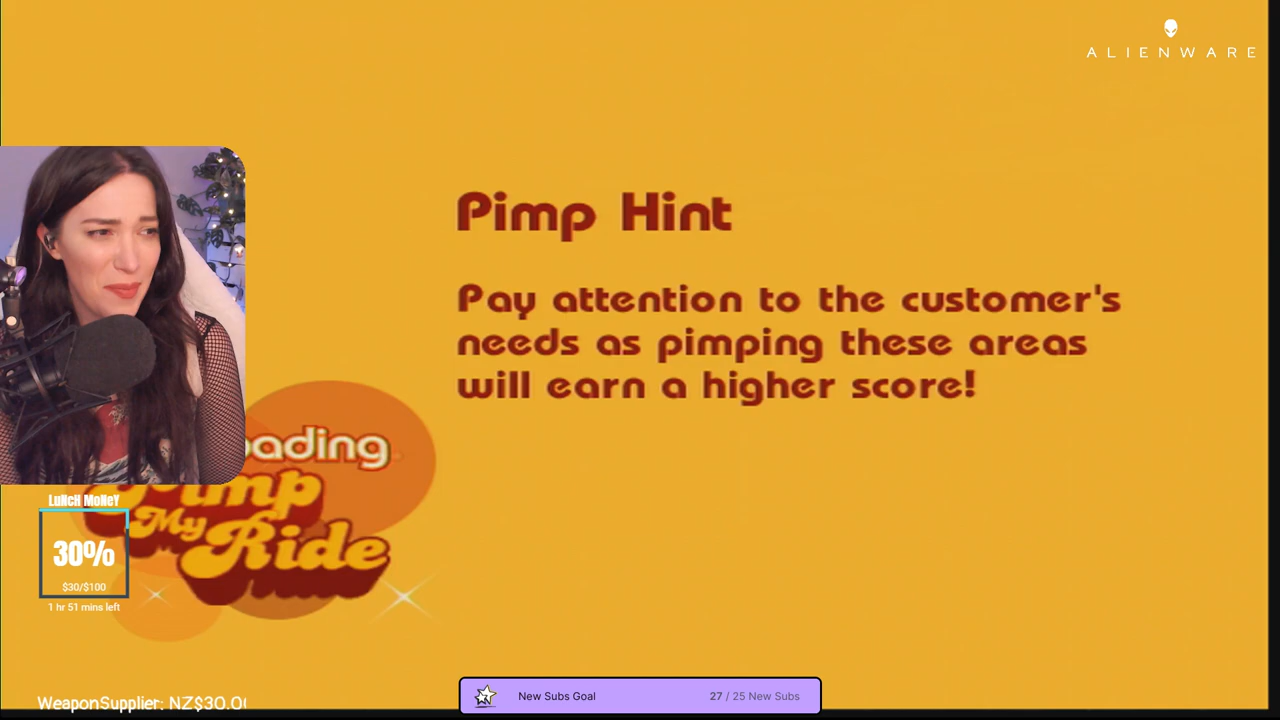 ALIENWARE
Pimp Hint
Pay attention to the customer's
needs as pimping these areas
will earn a higher score!
ading
Pimp
My
Ride
LuNcH MoNeY
30%
$30/$100
1 hr 51 mins left
WeaponSupplier: NZ$30.0
New Subs Goal 27 / 25 New Subs